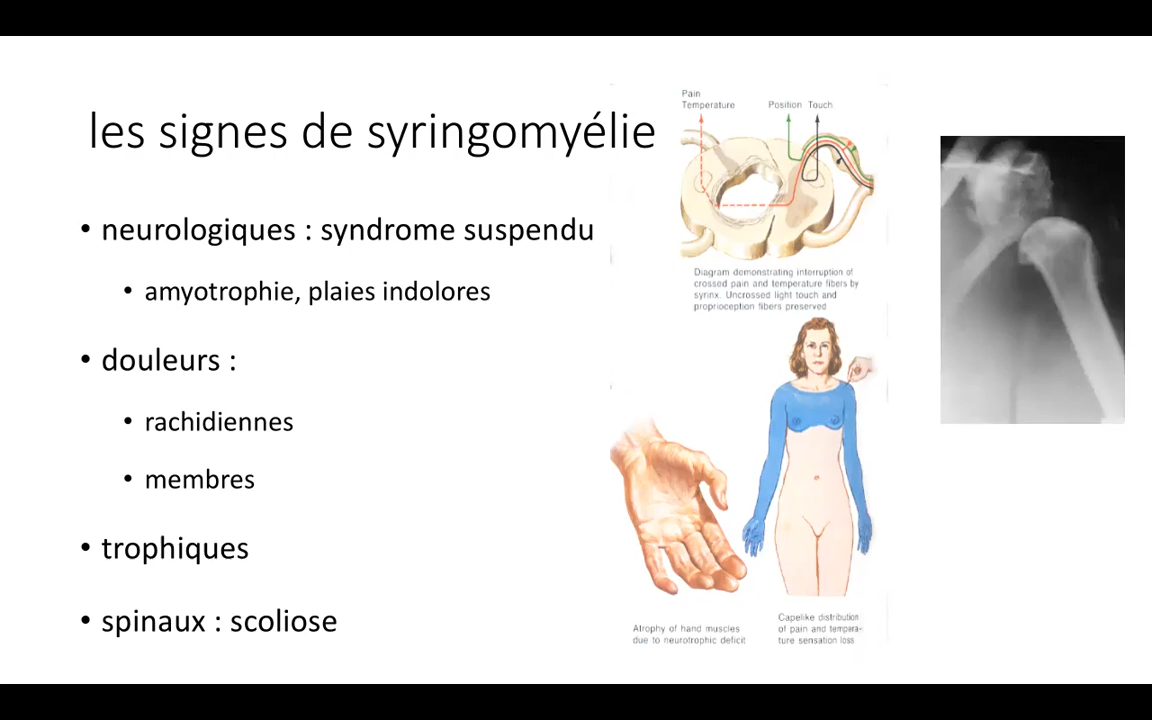 les signes de syringomyélie
• neurologiques : syndrome suspendu
• amyotrophie, plaies indolores
• douleurs :
• rachidiennes
• membres
• trophiques
• spinaux : scoliose
Pain
Temperature
Position Touch
Diagram demonstrating interruption of
crossed pain and temperature fibers by
syrinx. Uncrossed light touch and
proprioception fibers preserved
Atrophy of hand muscles
due to neurotrophic deficit
Capelike distribution
of pain and tempera-
ture sensation loss